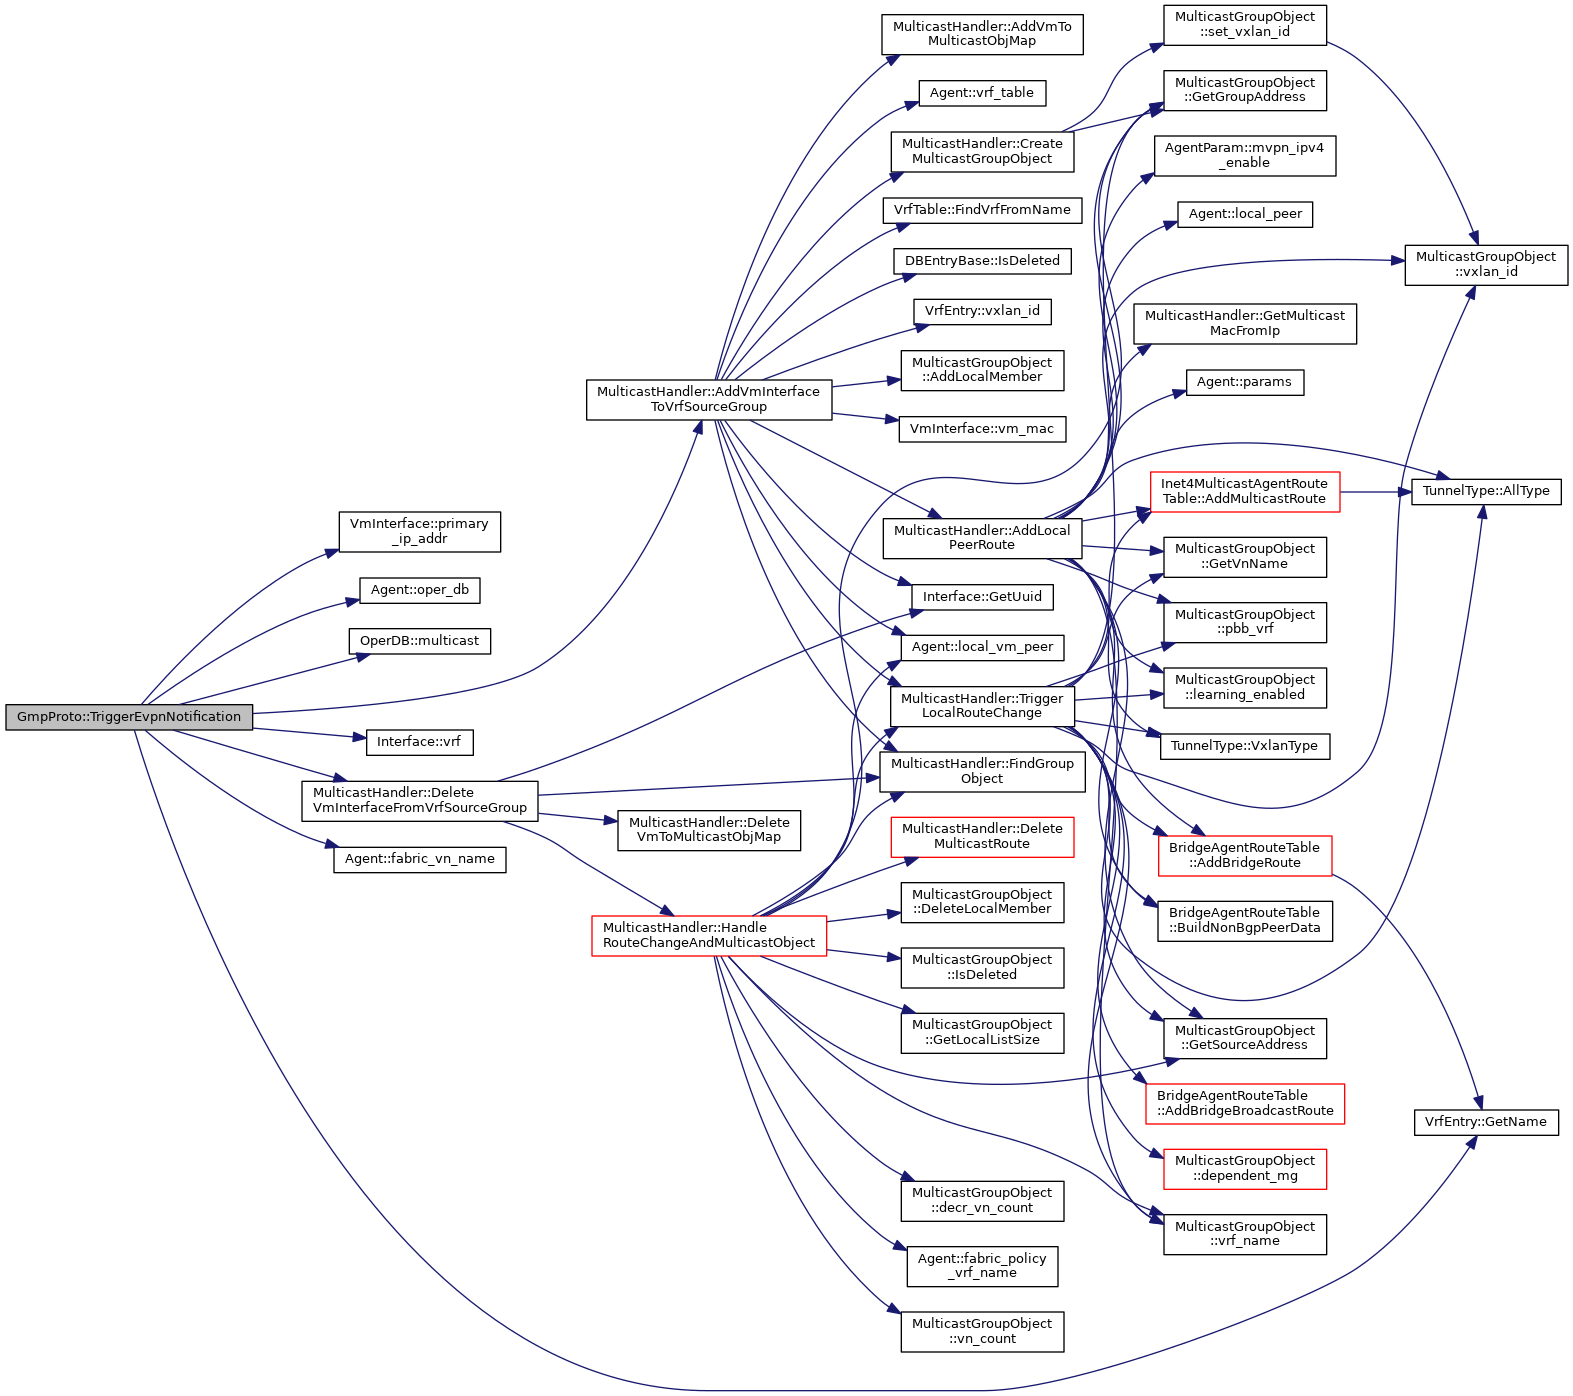 GmpProto::TriggerEvpnNotification
VmInterface::primary
_ip_addr
Agent::oper_db
OperDB::multicast
Interface::vrf
MulticastHandler::Delete
VmInterfaceFromVrfSourceGroup
Agent::fabric_vn_name
MulticastHandler::AddVmInterface
ToVrfSourceGroup
MulticastHandler::Delete
VmToMulticastObjMap
MulticastHandler::Handle
RouteChangeAndMulticastObject
MulticastHandler::AddVmTo
MulticastObjMap
Agent::vrf_table
MulticastHandler::Create
MulticastGroupObject
VrfTable::FindVrfFromName
DBEntryBase::IsDeleted
VrfEntry::vxlan_id
MulticastGroupObject
::AddLocalMember
VmInterface::vm_mac
MulticastHandler::AddLocal
PeerRoute
Interface::GetUuid
Agent::local_vm_peer
MulticastHandler::Trigger
LocalRouteChange
MulticastHandler::FindGroup
Object
MulticastHandler::Delete
MulticastRoute
MulticastGroupObject
::DeleteLocalMember
MulticastGroupObject
::IsDeleted
MulticastGroupObject
::GetLocalListSize
MulticastGroupObject
::decr_vn_count
Agent::fabric_policy
_vrf_name
MulticastGroupObject
::vn_count
MulticastGroupObject
::set_vxlan_id
MulticastGroupObject
::GetGroupAddress
AgentParam::mvpn_ipv4
_enable
Agent::local_peer
MulticastHandler::GetMulticast
MacFromIp
Agent::params
Inet4MulticastAgentRoute
Table::AddMulticastRoute
MulticastGroupObject
::GetVnName
MulticastGroupObject
::pbb_vrf
MulticastGroupObject
::learning_enabled
TunnelType::VxlanType
BridgeAgentRouteTable
::AddBridgeRoute
BridgeAgentRouteTable
::BuildNonBgpPeerData
MulticastGroupObject
::GetSourceAddress
BridgeAgentRouteTable
::AddBridgeBroadcastRoute
MulticastGroupObject
::dependent_mg
MulticastGroupObject
::vrf_name
MulticastGroupObject
::vxlan_id
TunnelType::AllType
VrfEntry::GetName